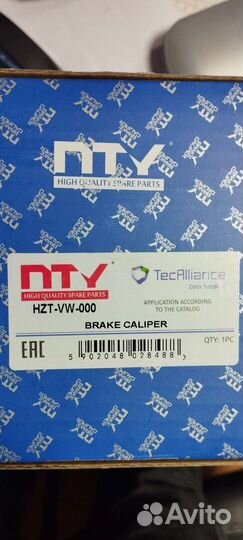 NTY
HIGH QUALITY SPARE PARTS
NTY
HIGH QUALITY SPARE PARTS
TecAlliance
Data Supplier
HZT-VW-000
APPLICATION ACCORDING
TO THE CATALOG
BRAKE CALIPER
EAC
5 902048 028488
QTY: 1PC
Avito